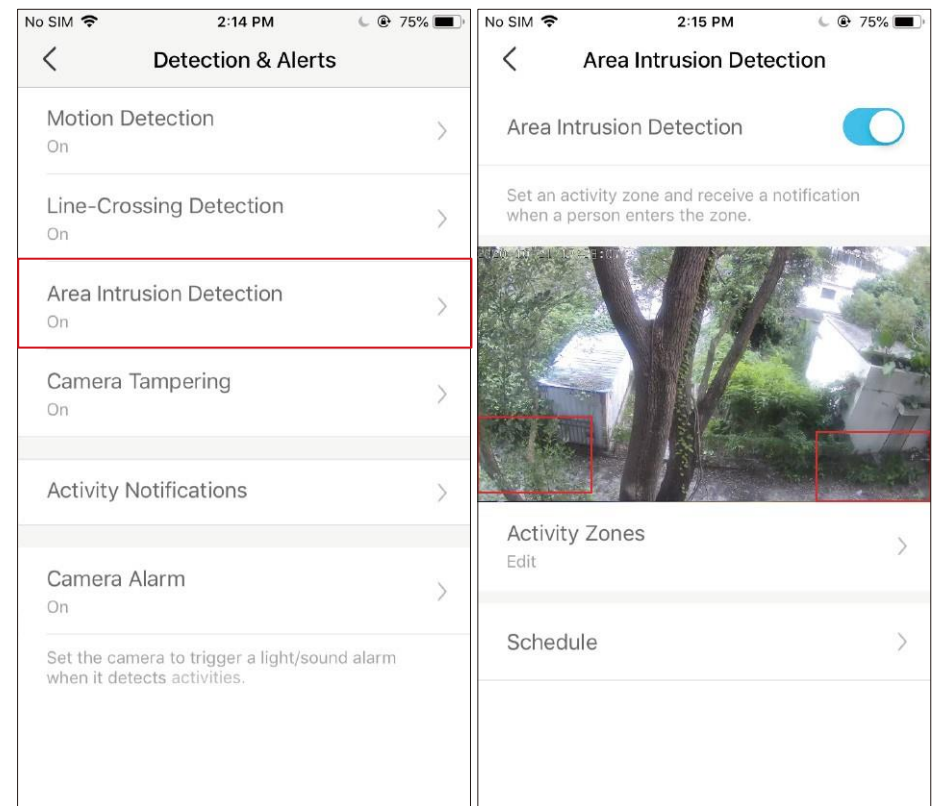 No SIM 2:14 PM 75%
Detection & Alerts
Motion Detection
On
Line-Crossing Detection
On
Area Intrusion Detection
On
Camera Tampering
On
Activity Notifications
Camera Alarm
On
Set the camera to trigger a light/sound alarm
when it detects activities.
No SIM 2:15 PM 75%
Area Intrusion Detection
Area Intrusion Detection
Set an activity zone and receive a notification
when a person enters the zone.
Activity Zones
Edit
Schedule